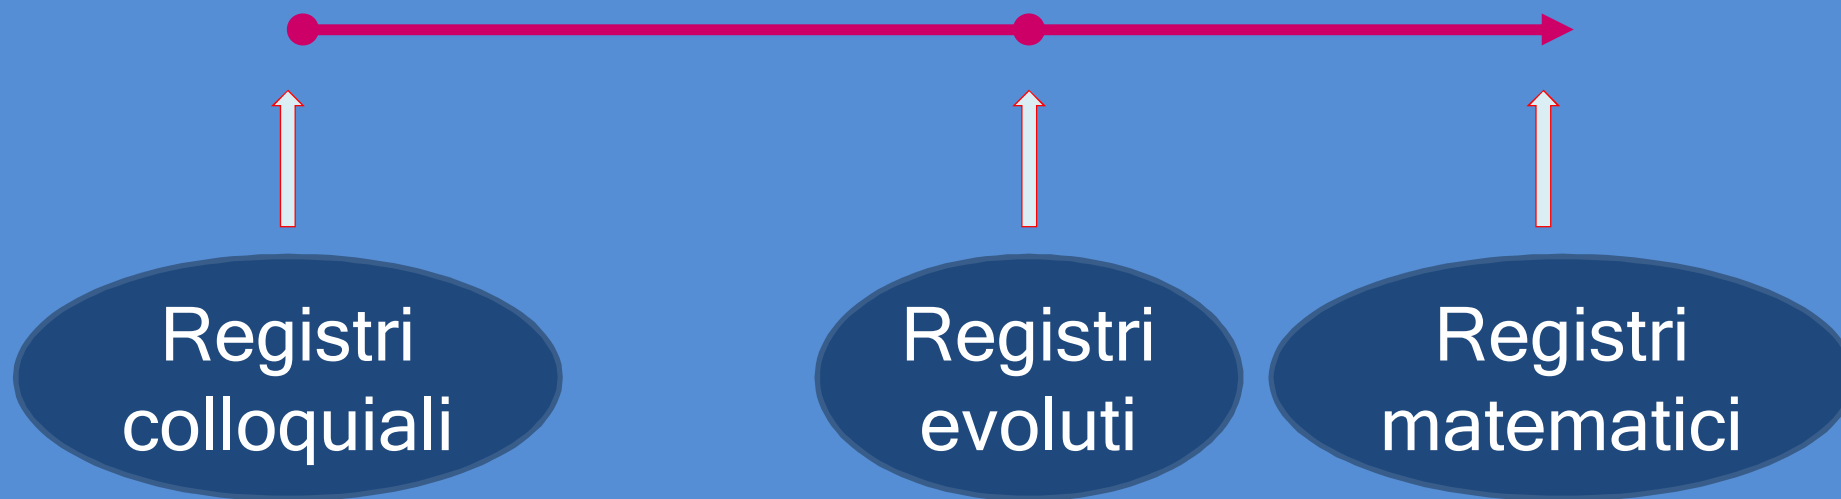 Registri
colloquiali
Registri
evoluti
Registri
matematici